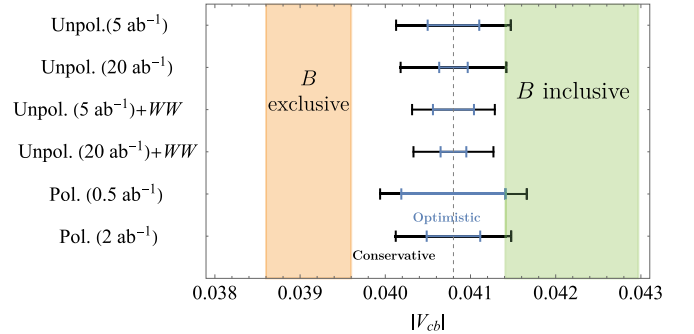 Unpol.(5 ab⁻¹)
Unpol. (20 ab⁻¹)
Unpol. (5 ab⁻¹)+WW
Unpol. (20 ab⁻¹)+WW
Pol. (0.5 ab⁻¹)
Pol. (2 ab⁻¹)
B
exclusive
B inclusive
Optimistic
Conservative
0.038 0.039 0.040 0.041 0.042 0.043
|V_cb|